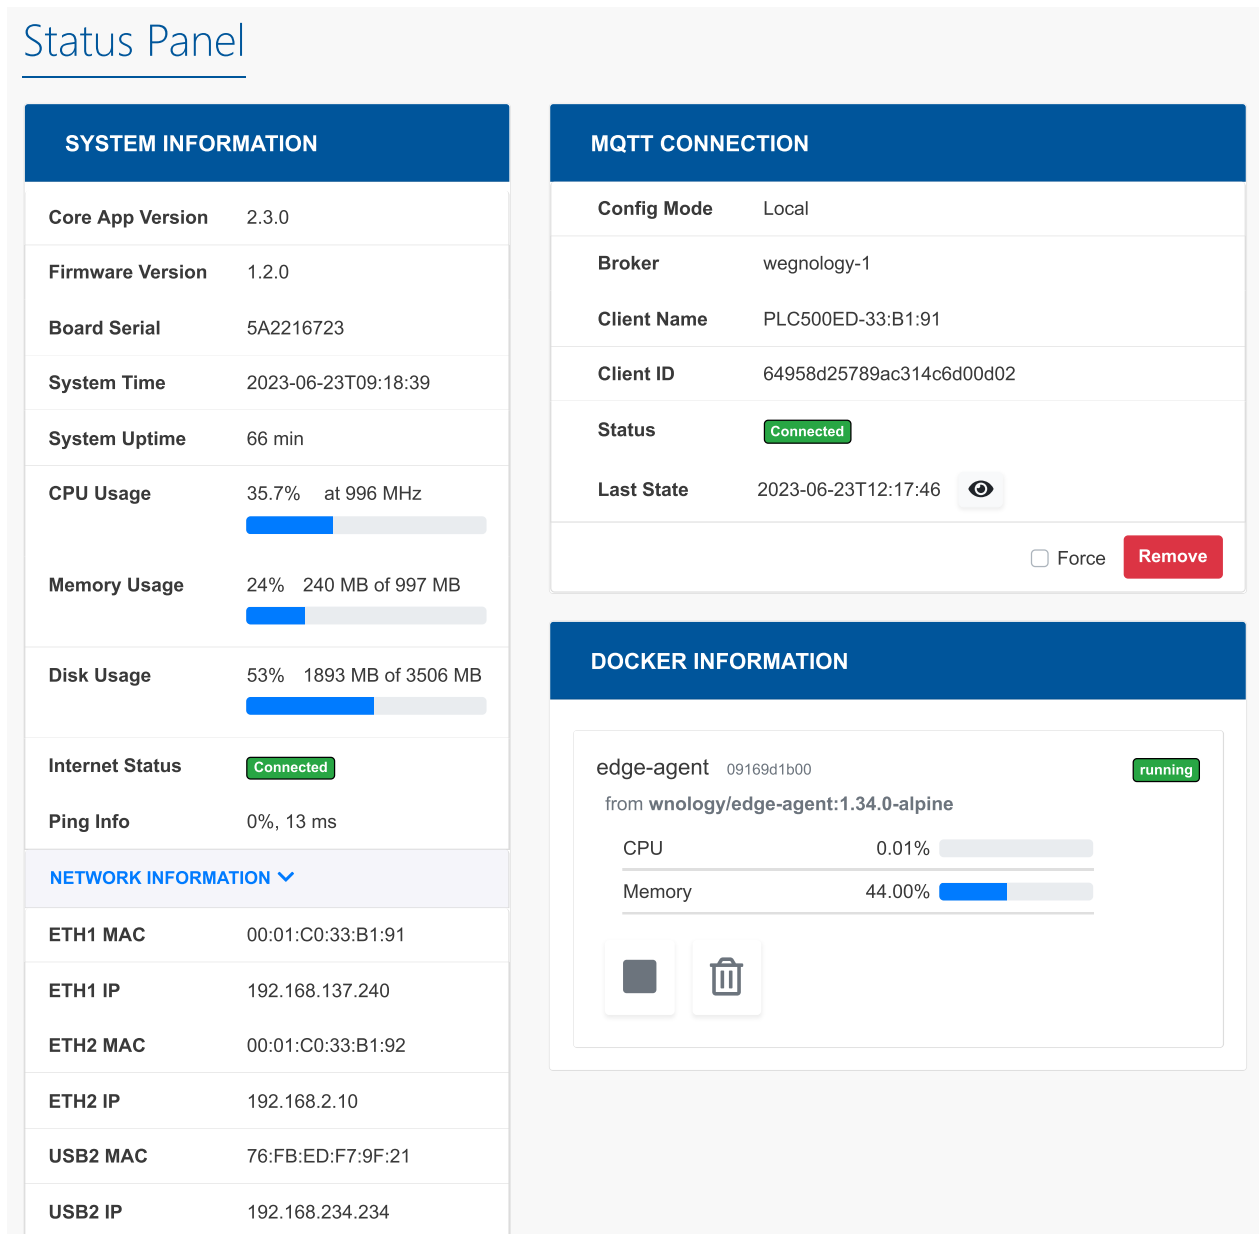 Status Panel
SYSTEM INFORMATION
Core App Version 2.3.0
Firmware Version 1.2.0
Board Serial 5A2216723
System Time 2023-06-23T09:18:39
System Uptime 66 min
CPU Usage 35.7% at 996 MHz
Memory Usage 24% 240 MB of 997 MB
Disk Usage 53% 1893 MB of 3506 MB
Internet Status Connected
Ping Info 0%, 13 ms
NETWORK INFORMATION
ETH1 MAC 00:01:C0:33:B1:91
ETH1 IP 192.168.137.240
ETH2 MAC 00:01:C0:33:B1:92
ETH2 IP 192.168.2.10
USB2 MAC 76:FB:ED:F7:9F:21
USB2 IP 192.168.234.234
MQTT CONNECTION
Config Mode Local
Broker wegnology-1
Client Name PLC500ED-33:B1:91
Client ID 64958d25789ac314c6d00d02
Status Connected
Last State 2023-06-23T12:17:46
Force Remove
DOCKER INFORMATION
edge-agent 09169d1b00 running
from wnology/edge-agent:1.34.0-alpine
CPU 0.01%
Memory 44.00%